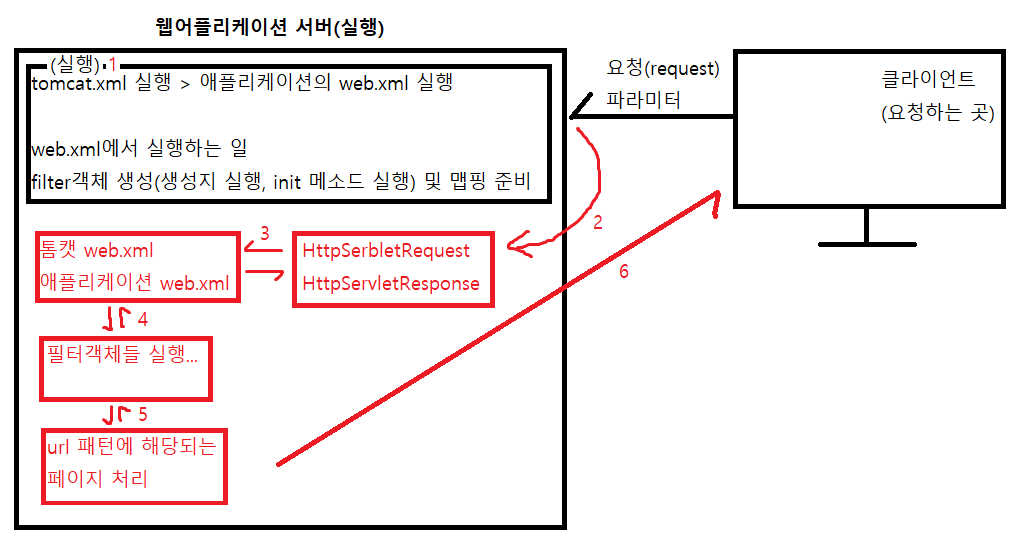 웹어플리케이션 서버(실행)
(실행) 1
tomcat.xml 실행 > 애플리케이션의 web.xml 실행
web.xml에서 실행하는 일
filter객체 생성(생성지 실행, init 메소드 실행) 및 맵핑 준비
요청(request)
파라미터
클라이언트
(요청하는 곳)
2
3
톰캣 web.xml
애플리케이션 web.xml
HttpSerbletRequest
HttpServletResponse
6
4
필터객체들 실행...
5
url 패턴에 해당되는
페이지 처리